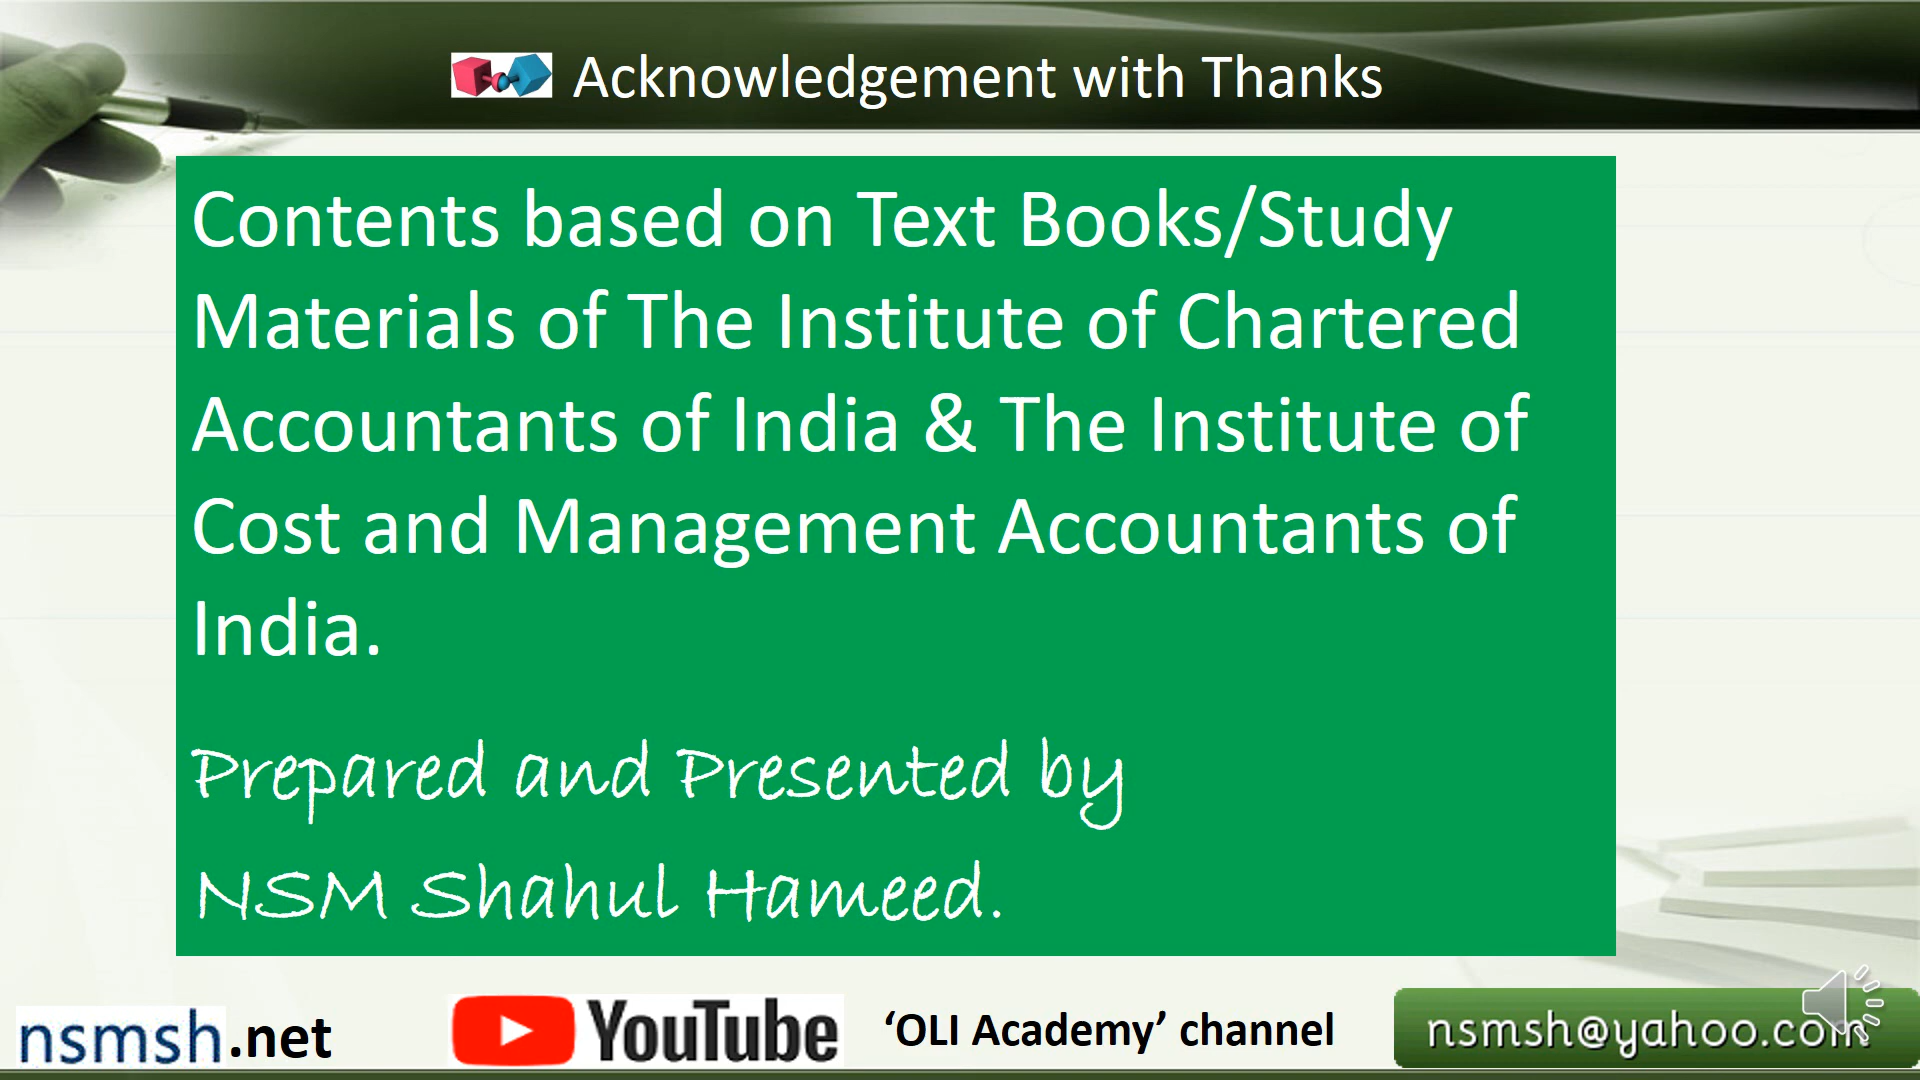 Acknowledgement with Thanks
Contents based on Text Books/Study
Materials of The Institute of Chartered
Accountants of India & The Institute of
Cost and Management Accountants of
India.
Prepared and Presented by
NSM Shahul Hameed.
nsmsh.net
YouTube
‘OLI Academy’ channel
nsmsh@yahoo.com